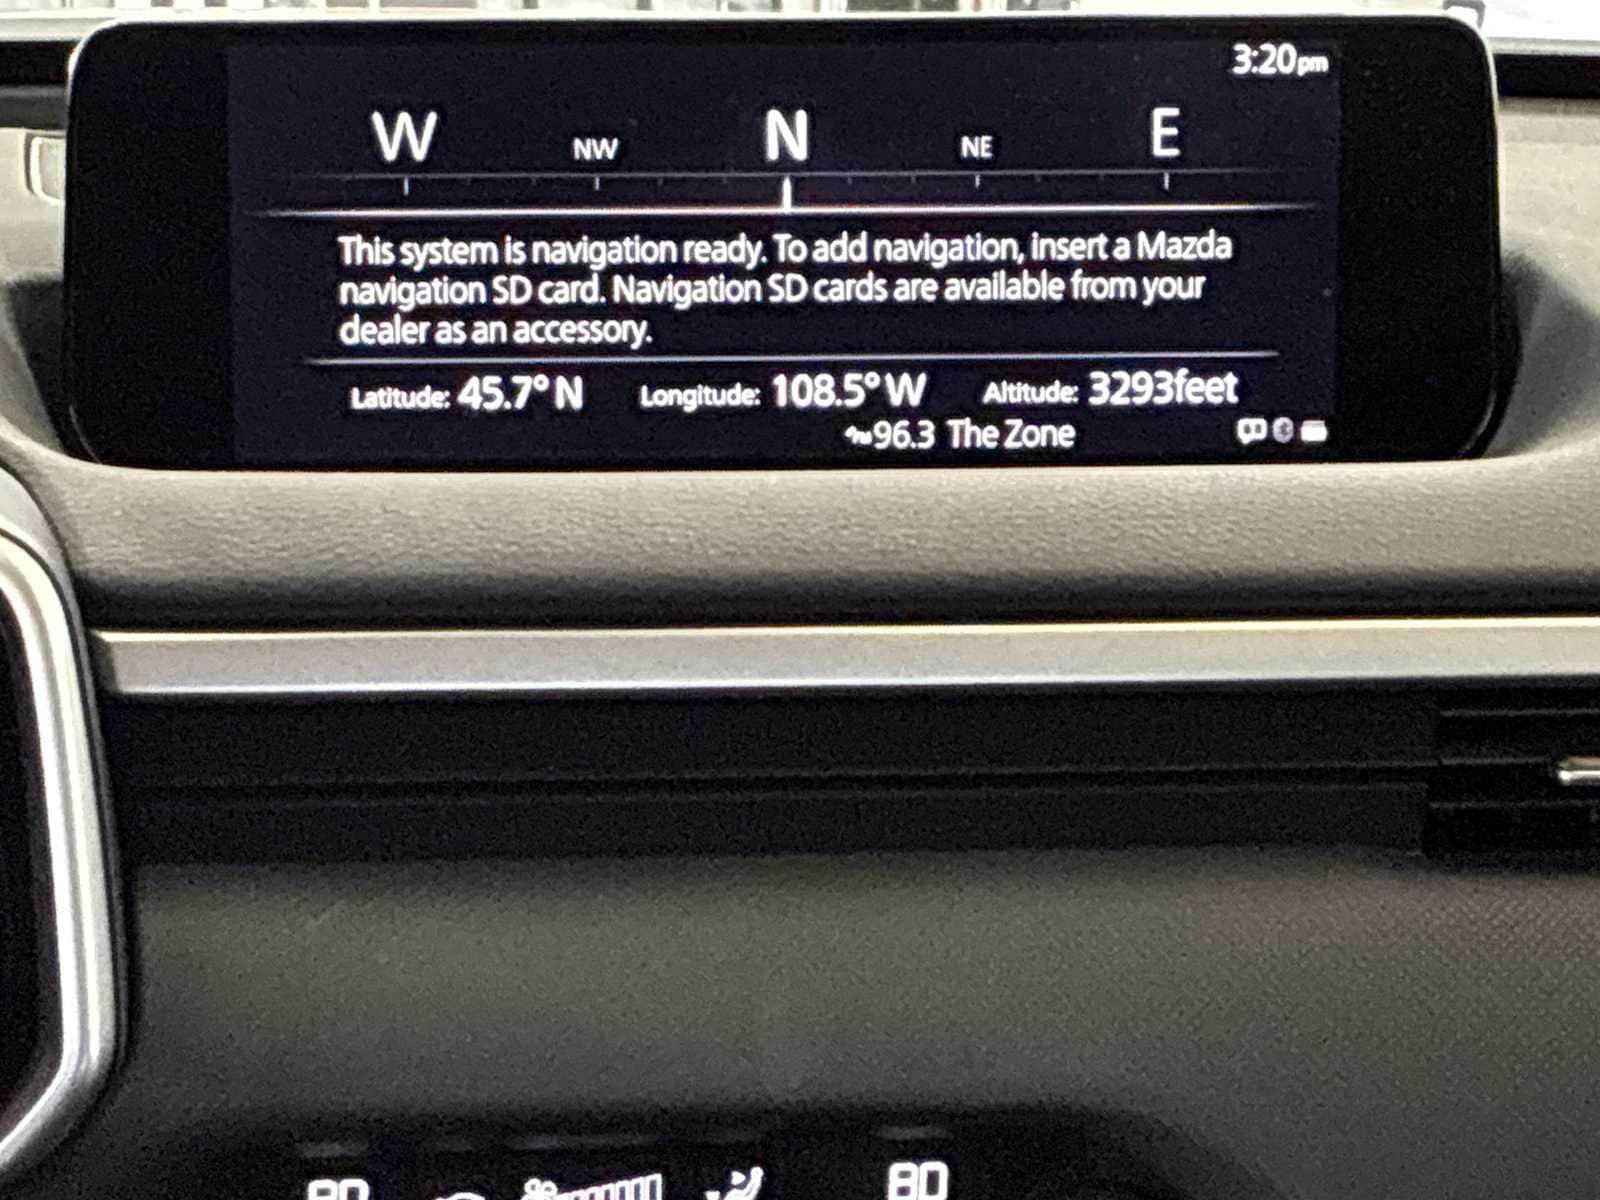 3:20pm
W NW N NE E
This system is navigation ready. To add navigation, insert a Mazda
navigation SD card. Navigation SD cards are available from your
dealer as an accessory.
Latitude: 45.7° N Longitude: 108.5° W Altitude: 3293feet
96.3 The Zone
80 80